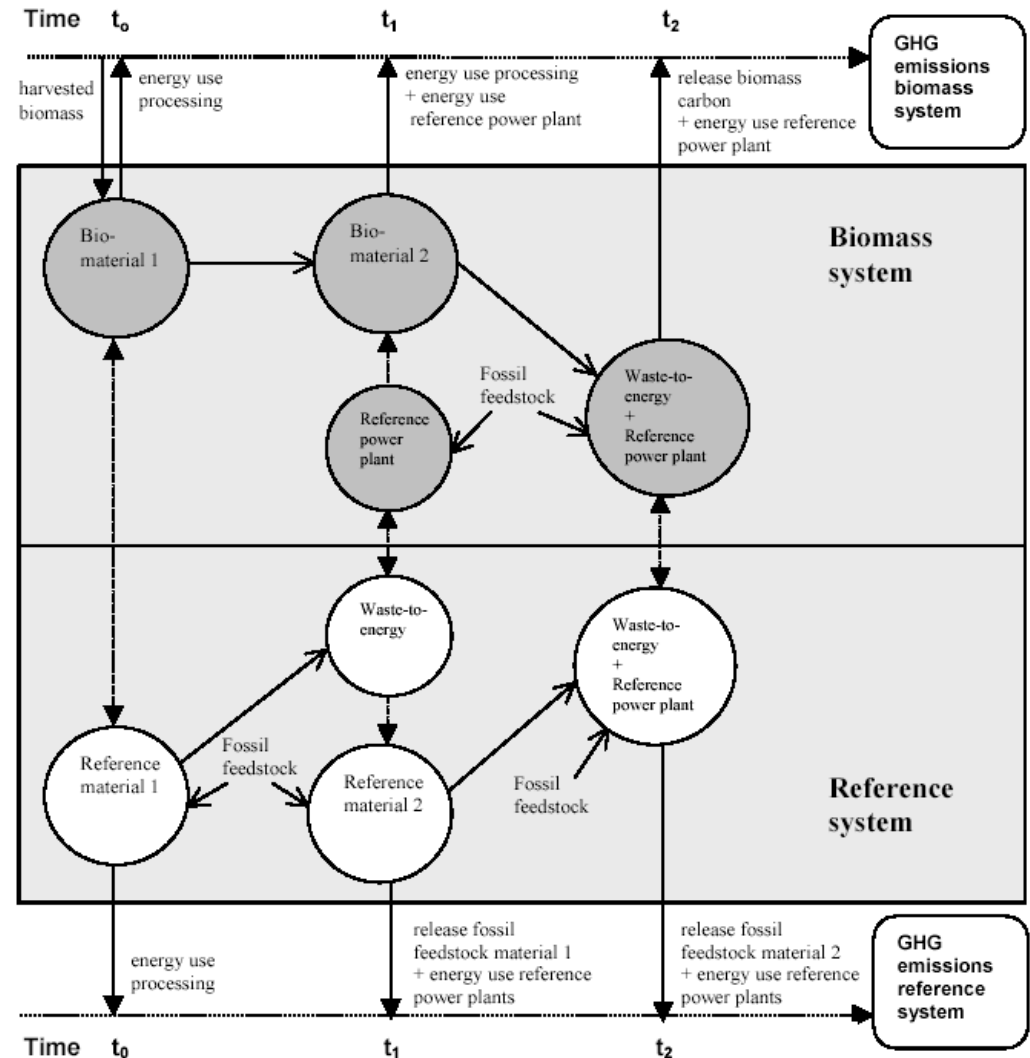 Time
to
t1
t2
harvested
biomass
energy use
processing
energy use processing
+ energy use
reference power plant
release biomass
carbon
+ energy use reference
power plant
GHG
emissions
biomass
system
Bio-
material 1
Bio-
material 2
Biomass
system
Reference
power
plant
Fossil
feedstock
Waste-to-
energy
+
Reference
power plant
Waste-to-
energy
Waste-to-
energy
+
Reference
power plant
Reference
material 1
Fossil
feedstock
Reference
material 2
Fossil
feedstock
Reference
system
energy use
processing
release fossil
feedstock material 1
+ energy use reference
power plants
release fossil
feedstock material 2
+ energy use reference
power plants
GHG
emissions
reference
system
Time
t0
t1
t2